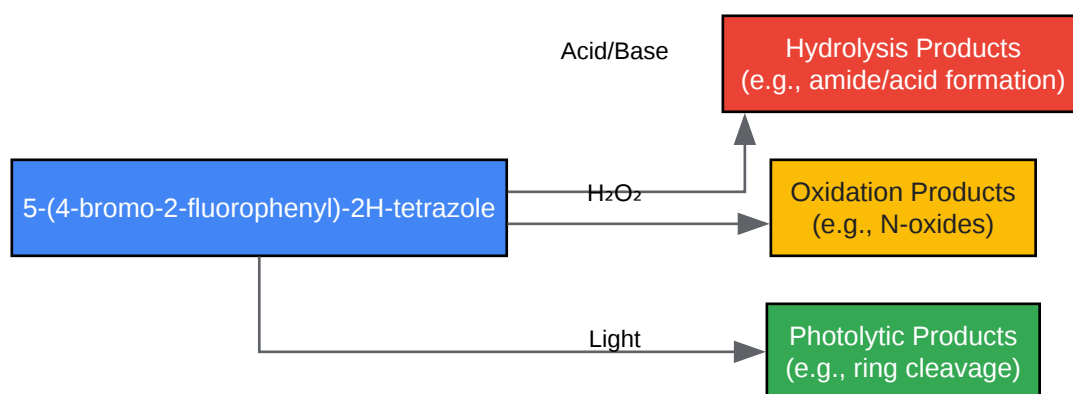 Acid/Base
Hydrolysis Products
(e.g., amide/acid formation)
5-(4-bromo-2-fluorophenyl)-2H-tetrazole
H₂O₂
Oxidation Products
(e.g., N-oxides)
Light
Photolytic Products
(e.g., ring cleavage)